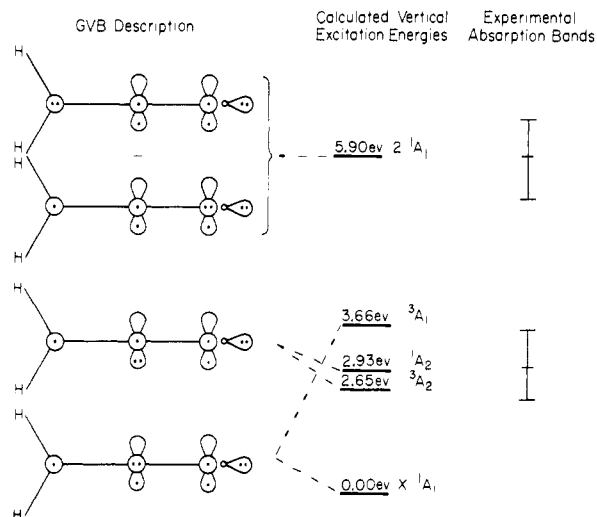 GVB Description
Calculated Vertical
Excitation Energies
Experimental
Absorption Bands
H
H
H
5.90ev 2 ¹A₁
H
H
3.66ev ³A₁
2.93ev ¹A₂
2.65ev ³A₂
H
H
0.00ev X ¹A₁
H